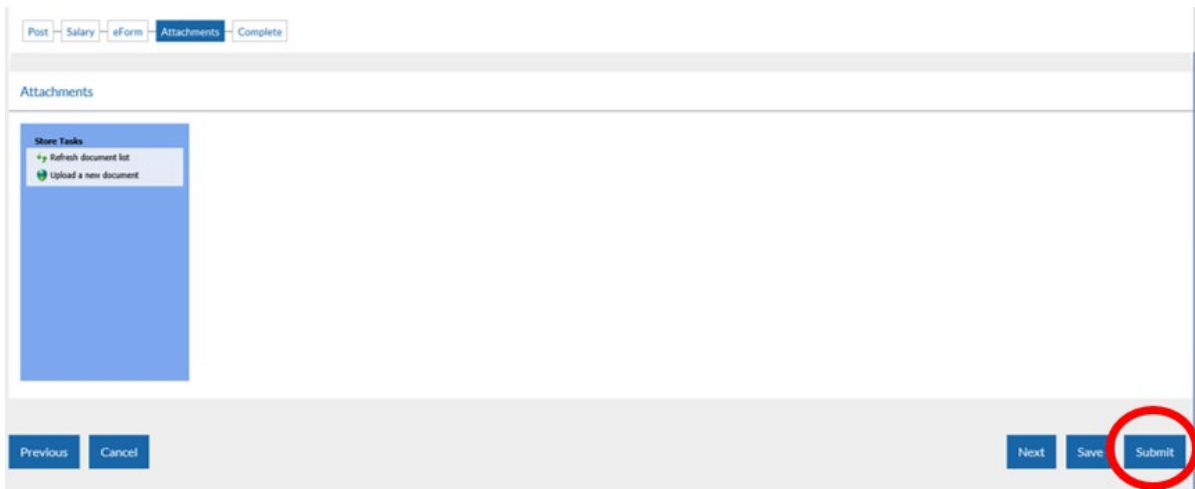 Post Salary eForm Attachments Complete
Attachments
Store Tasks
Refresh document list
Upload a new document
Previous Cancel Next Save Submit